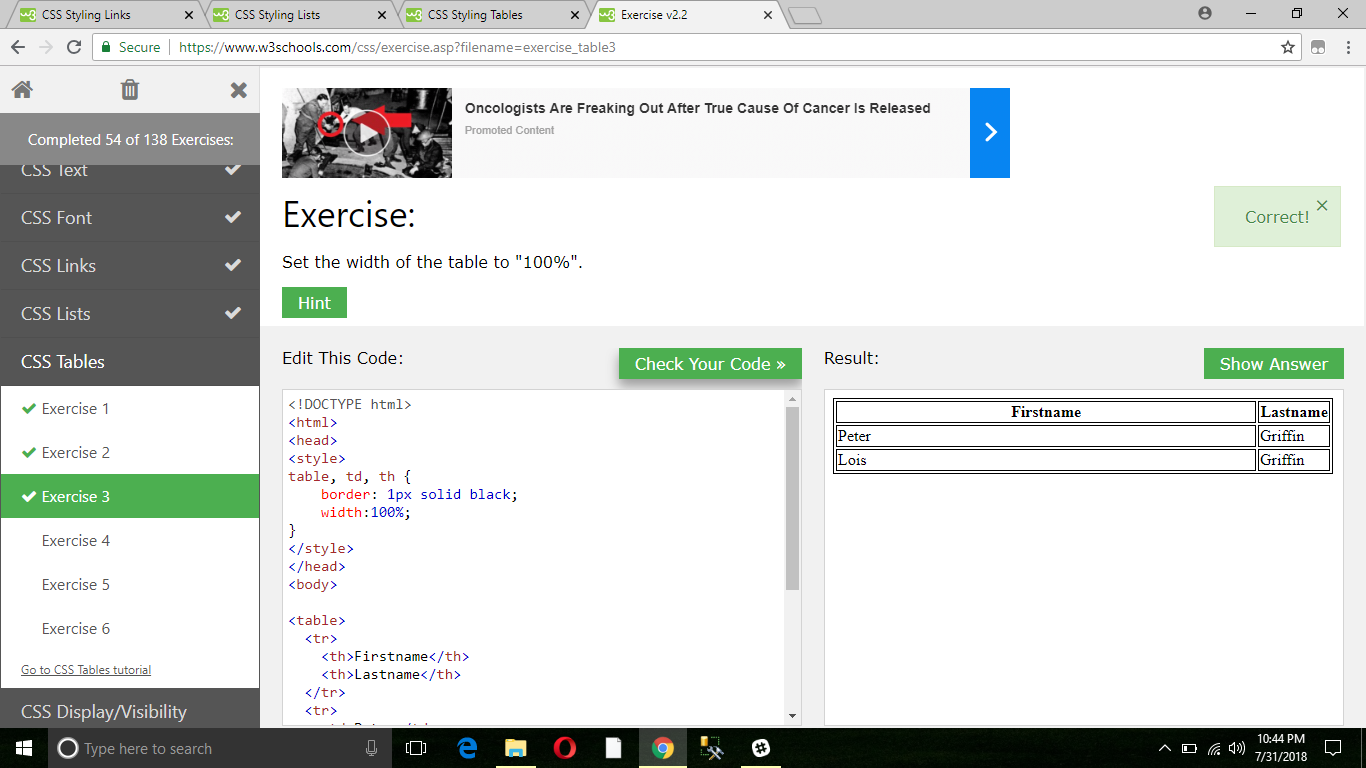 CSS Styling Links
CSS Styling Lists
CSS Styling Tables
Exercise v2.2
Secure
https://www.w3schools.com/css/exercise.asp?filename=exercise_table3
Completed 54 of 138 Exercises:
CSS Text
CSS Font
CSS Links
CSS Lists
CSS Tables
Exercise 1
Exercise 2
Exercise 3
Exercise 4
Exercise 5
Exercise 6
Go to CSS Tables tutorial
CSS Display/Visibility
Oncologists Are Freaking Out After True Cause Of Cancer Is Released
Promoted Content
Exercise:
Correct!
Set the width of the table to "100%".
Hint
Edit This Code:
Check Your Code »
<!DOCTYPE html>
<html>
<head>
<style>
table, td, th {
    border: 1px solid black;
    width:100%;
}
</style>
</head>
<body>

<table>
  <tr>
    <th>Firstname</th>
    <th>Lastname</th>
  </tr>
  <tr>
Result:
Show Answer
Firstname Lastname
Peter Griffin
Lois Griffin
Type here to search
10:44 PM
7/31/2018